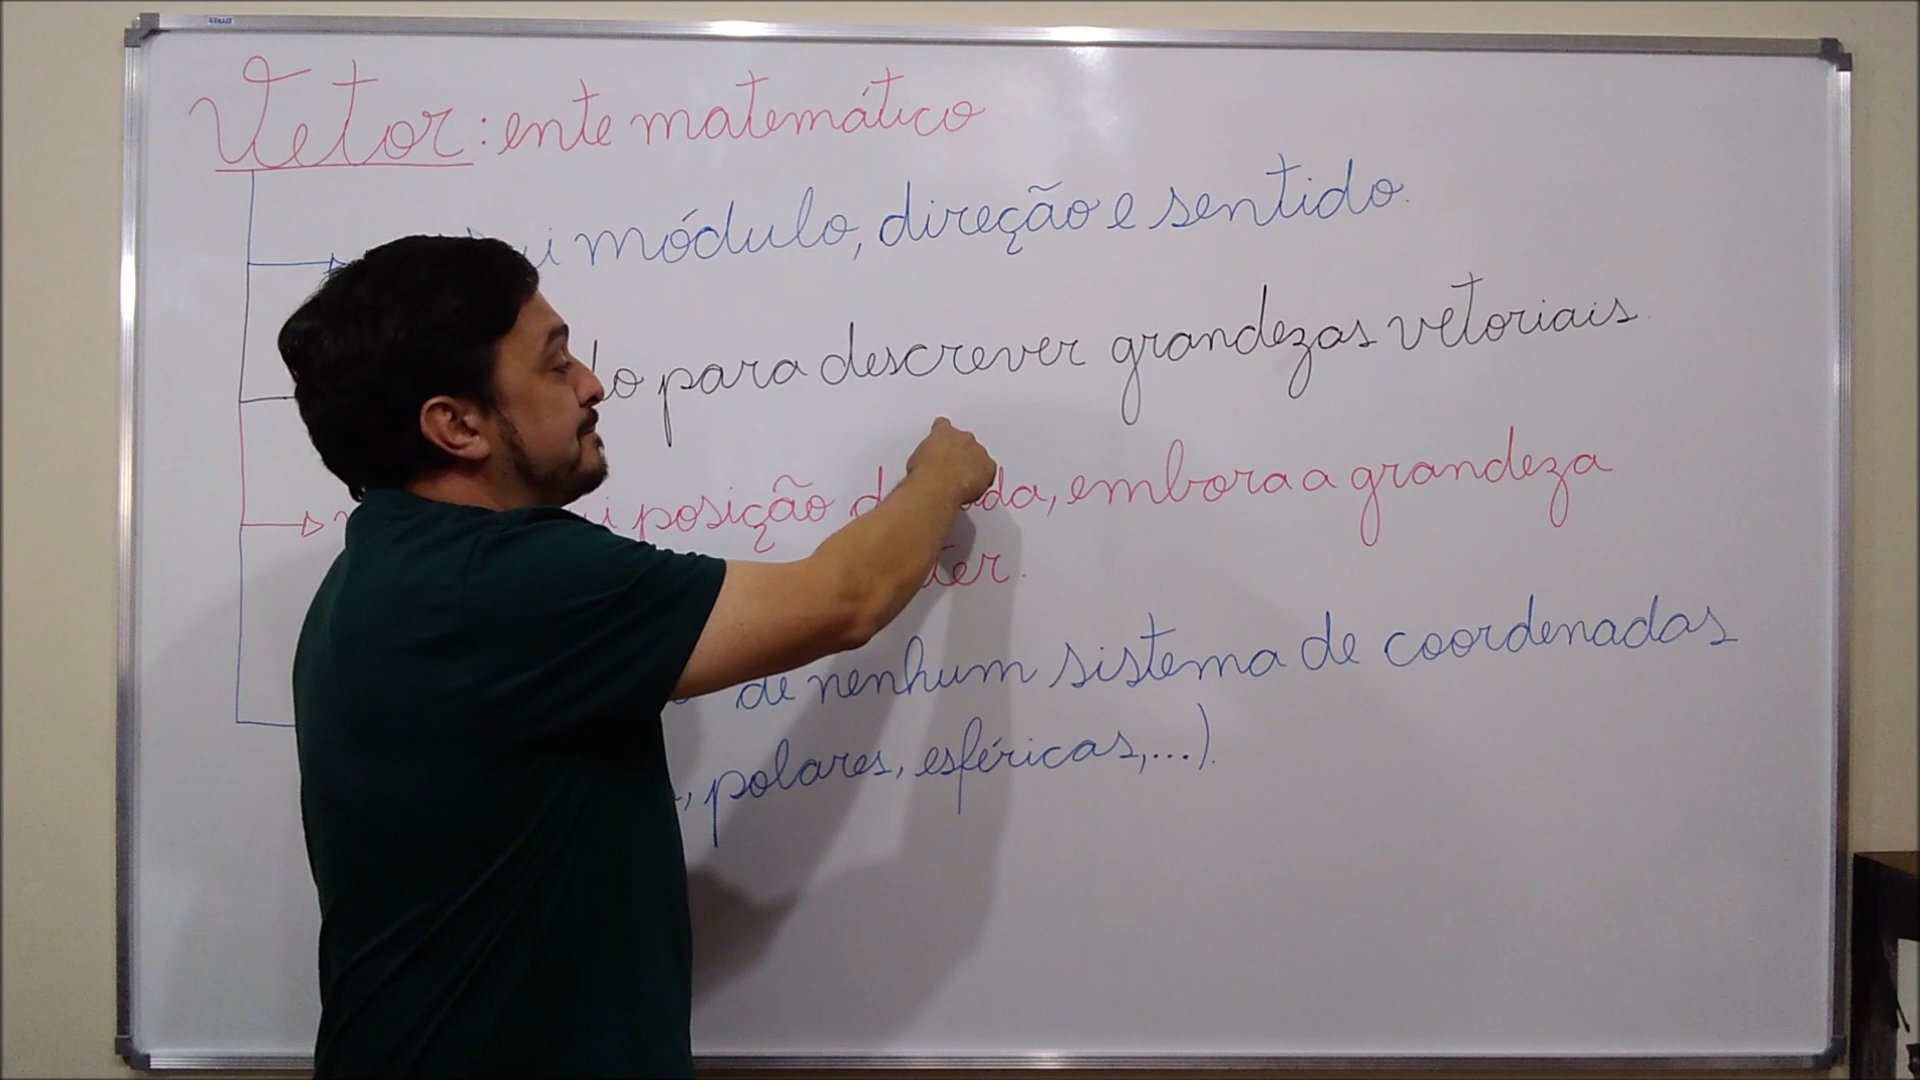 Vetor: ente matemático
módulo, direção e sentido.
para descrever grandezas vetoriais
posição embora a grandeza
ter.
de nenhum sistema de coordenadas
, polares, esféricas,...).